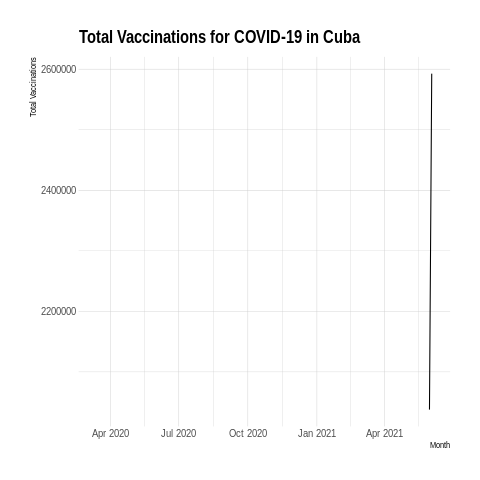 Total Vaccinations for COVID-19 in Cuba
Total Vaccinations
2600000
2400000
2200000
Apr 2020
Jul 2020
Oct 2020
Jan 2021
Apr 2021
Month